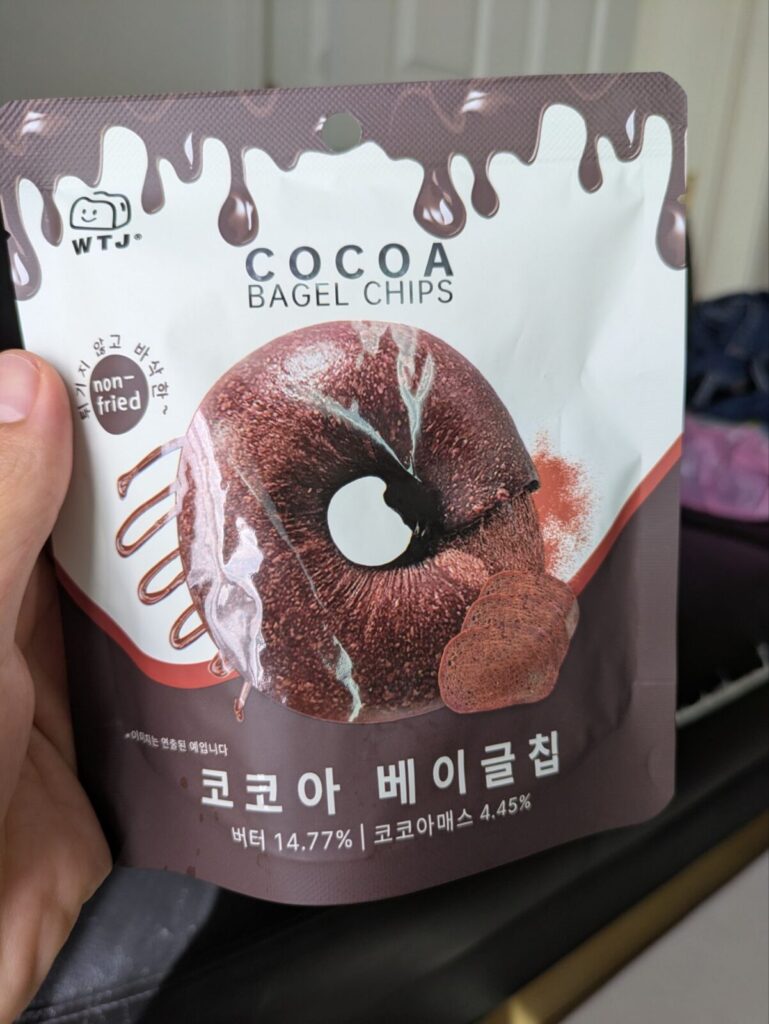 WTJ®
COCOA
BAGEL CHIPS
튀기지 않고 바삭한~
non-
fried
*이미지는 연출된 예입니다
코코아 베이글칩
버터 14.77% | 코코아매스 4.45%